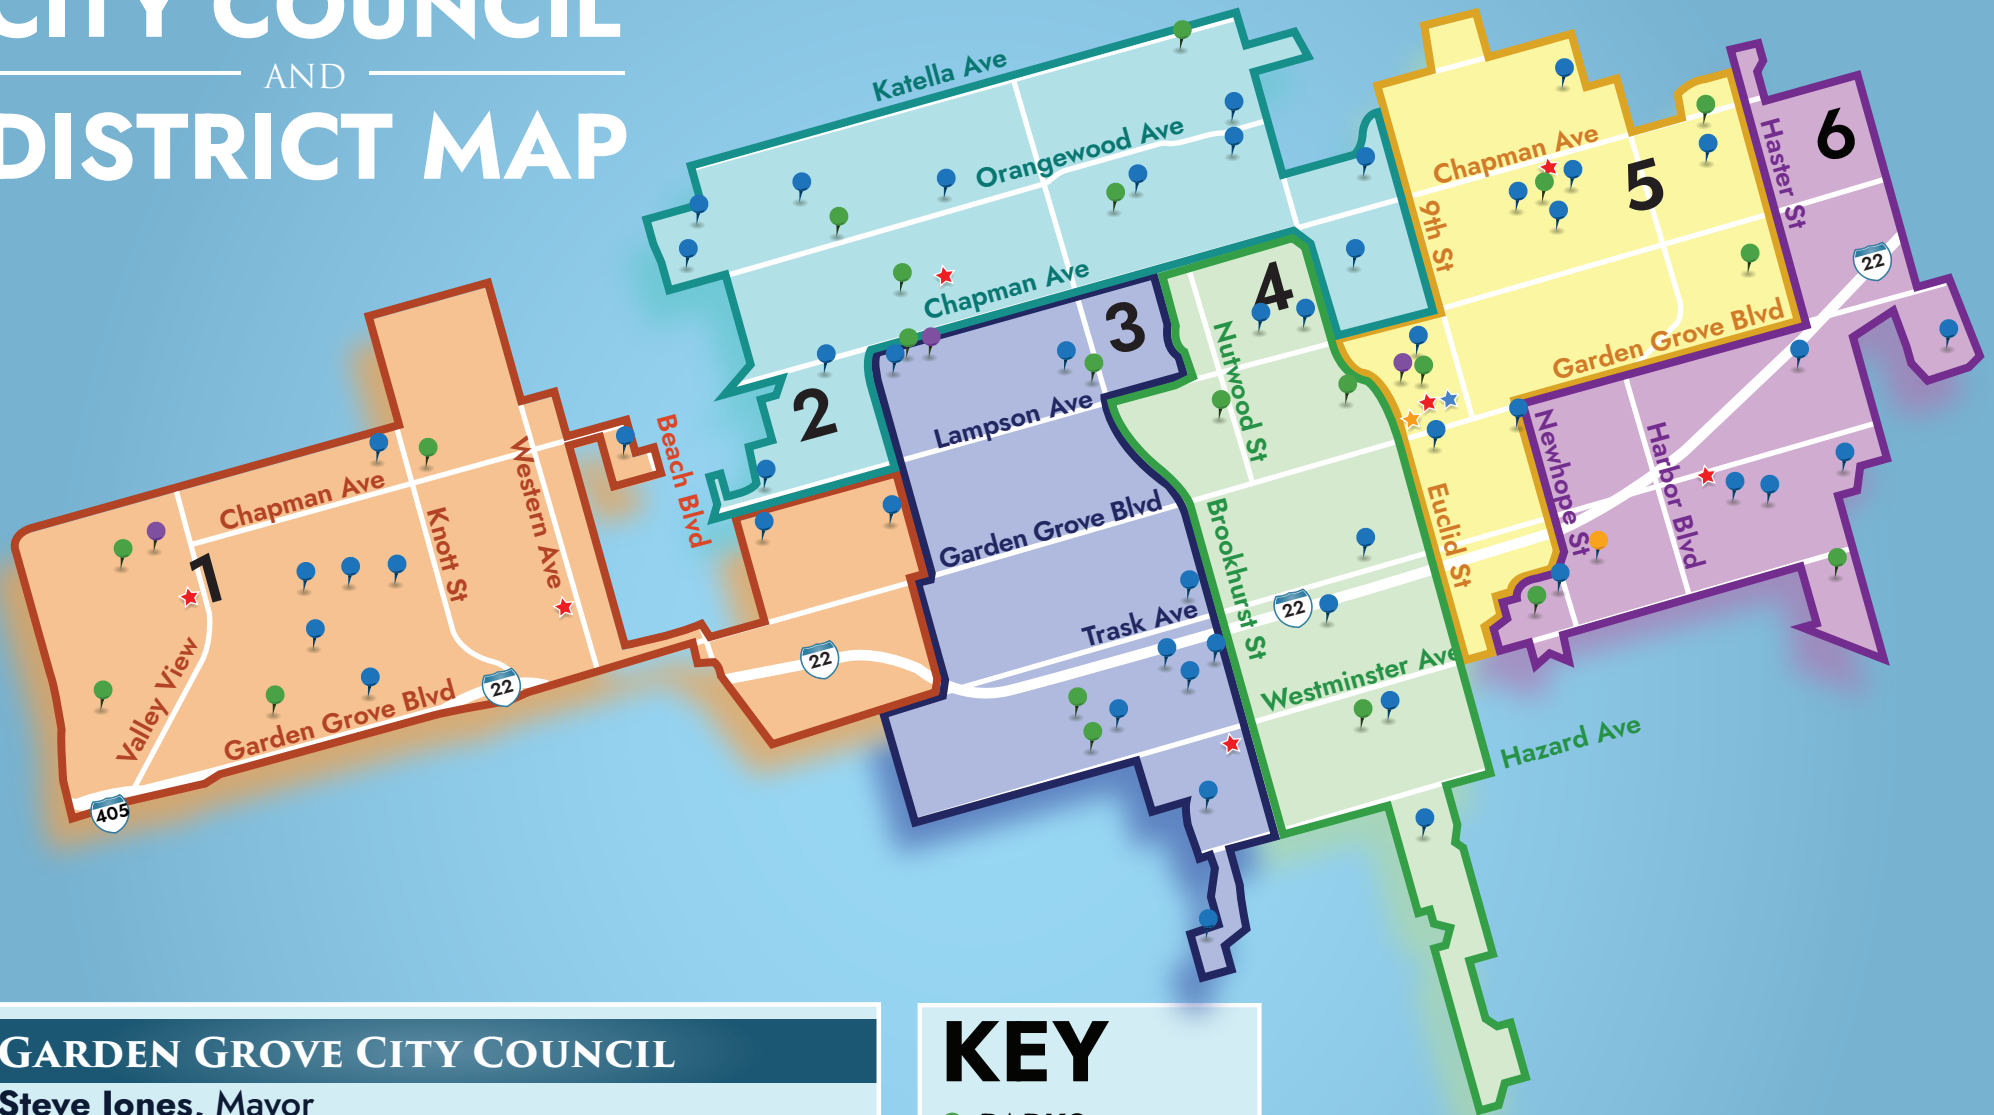 CITY COUNCIL
AND
DISTRICT MAP
Katella Ave
Orangewood Ave
Chapman Ave
Chapman Ave
9th St
5
Haster St
6
22
Garden Grove Blvd
3
4
Nutwood St
2
Lampson Ave
Garden Grove Blvd
Brookhurst St
Trask Ave
22
Euclid St
Newhope St
Harbor Blvd
Westminster Ave
Hazard Ave
Beach Blvd
Western Ave
Chapman Ave
Knott St
1
Valley View
Garden Grove Blvd
22
22
405
GARDEN GROVE CITY COUNCIL
Steve Jones, Mayor
KEY
PARKS